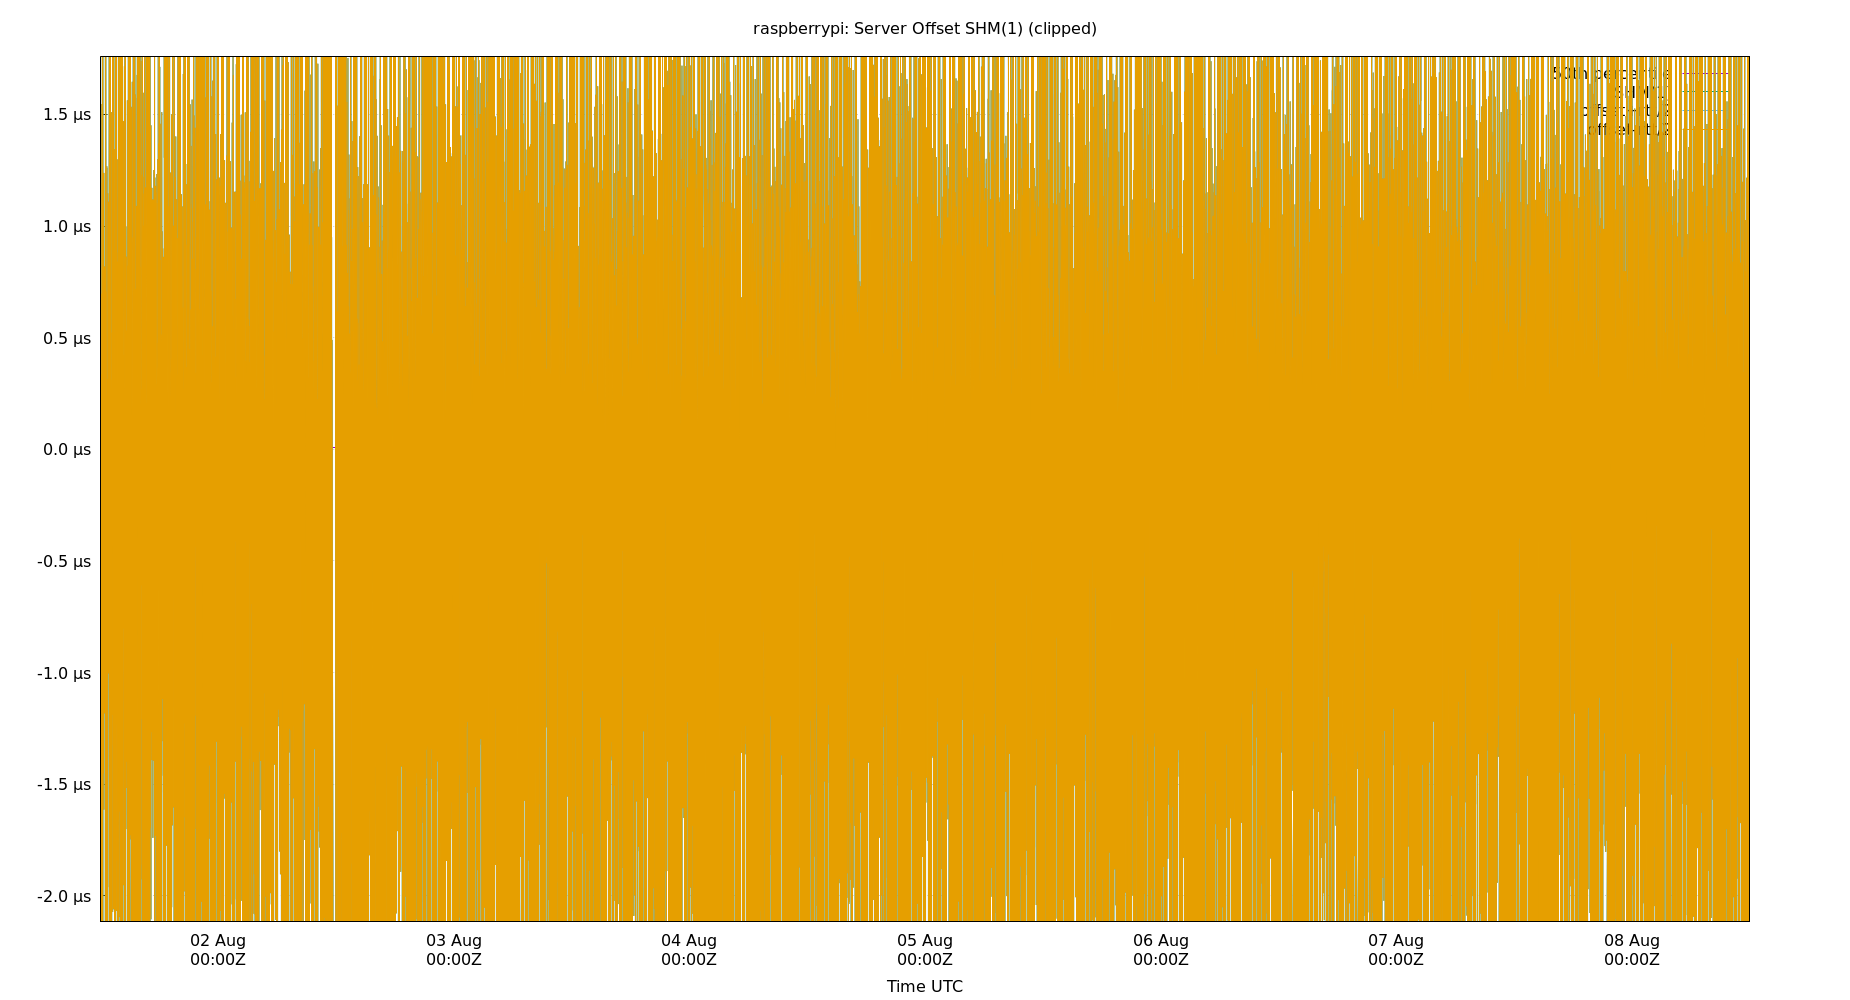 raspberrypi: Server Offset SHM(1) (clipped)
50th percentile
1.5 µs
1.0 µs
0.5 µs
0.0 µs
-0.5 µs
-1.0 µs
-1.5 µs
-2.0 µs
02 Aug 03 Aug 04 Aug 05 Aug 06 Aug 07 Aug 08 Aug
00:00Z 00:00Z 00:00Z 00:00Z 00:00Z 00:00Z 00:00Z
Time UTC